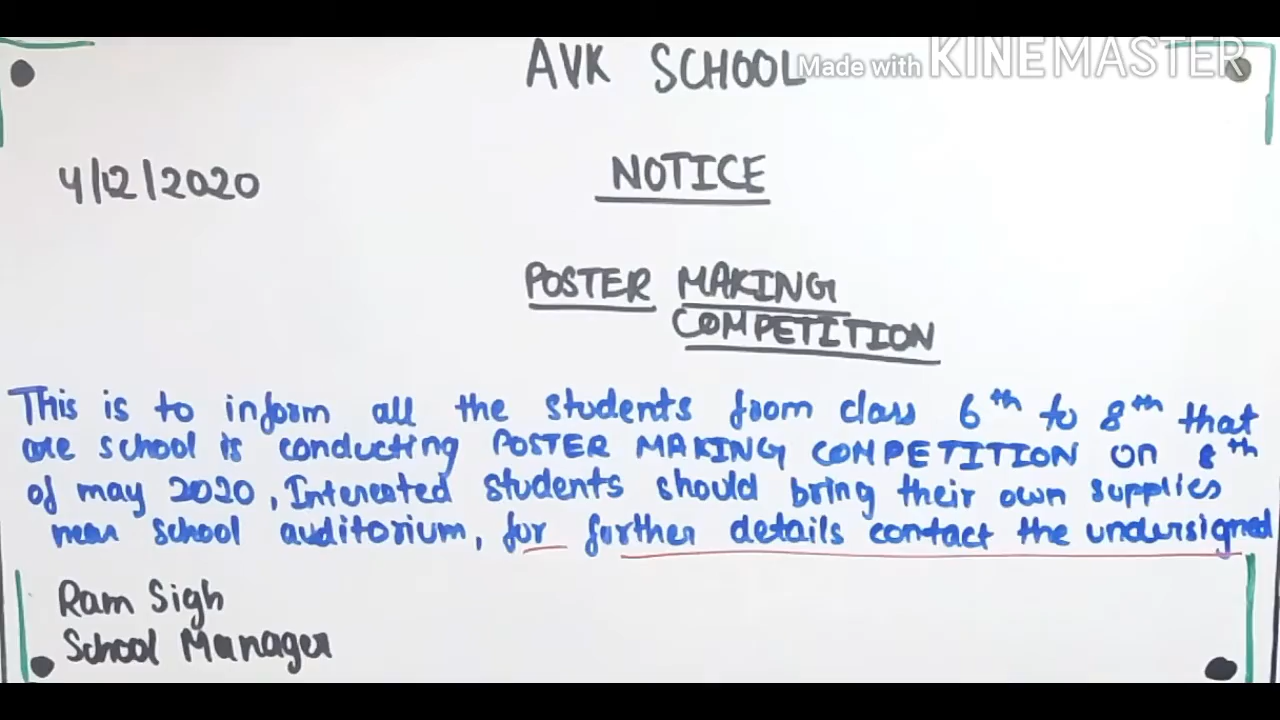 AVK SCHOOL
Made with KINEMASTER
4/12/2020
NOTICE
POSTER MAKING
COMPETITION
This is to inform all the students from class 6th to 8th that
are school is conducting POSTER MAKING COMPETITION on 8th
of may 2020, Interested students should bring their own supplies
near school auditorium, for further details contact the undersigned
Ram Sigh
School Manager